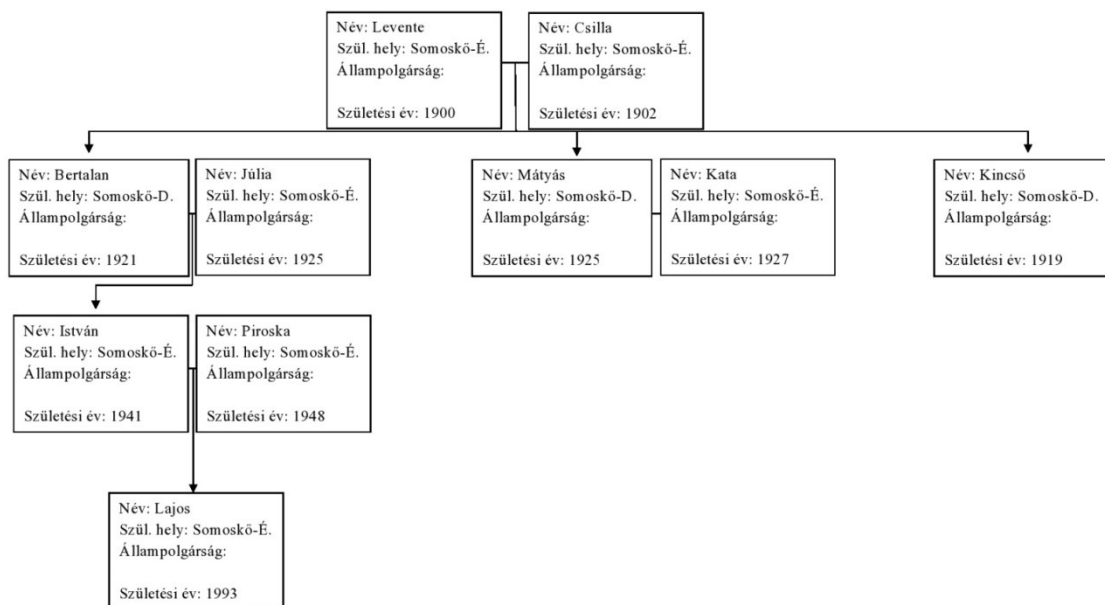 Név: Levente
Szül. hely: Somoskő-É.
Állampolgárság:
Születési év: 1900
Név: Csilla
Szül. hely: Somoskő-É.
Állampolgárság:
Születési év: 1902
Név: Bertalan
Szül. hely: Somoskő-D.
Állampolgárság:
Születési év: 1921
Név: Júlia
Szül. hely: Somoskő-É.
Állampolgárság:
Születési év: 1925
Név: Mátyás
Szül. hely: Somoskő-D.
Állampolgárság:
Születési év: 1925
Név: Kata
Szül. hely: Somoskő-É.
Állampolgárság:
Születési év: 1927
Név: Kincső
Szül. hely: Somoskő-D.
Állampolgárság:
Születési év: 1919
Név: István
Szül. hely: Somoskő-É.
Állampolgárság:
Születési év: 1941
Név: Piroska
Szül. hely: Somoskő-É.
Állampolgárság:
Születési év: 1948
Név: Lajos
Szül. hely: Somoskő-É.
Állampolgárság:
Születési év: 1993